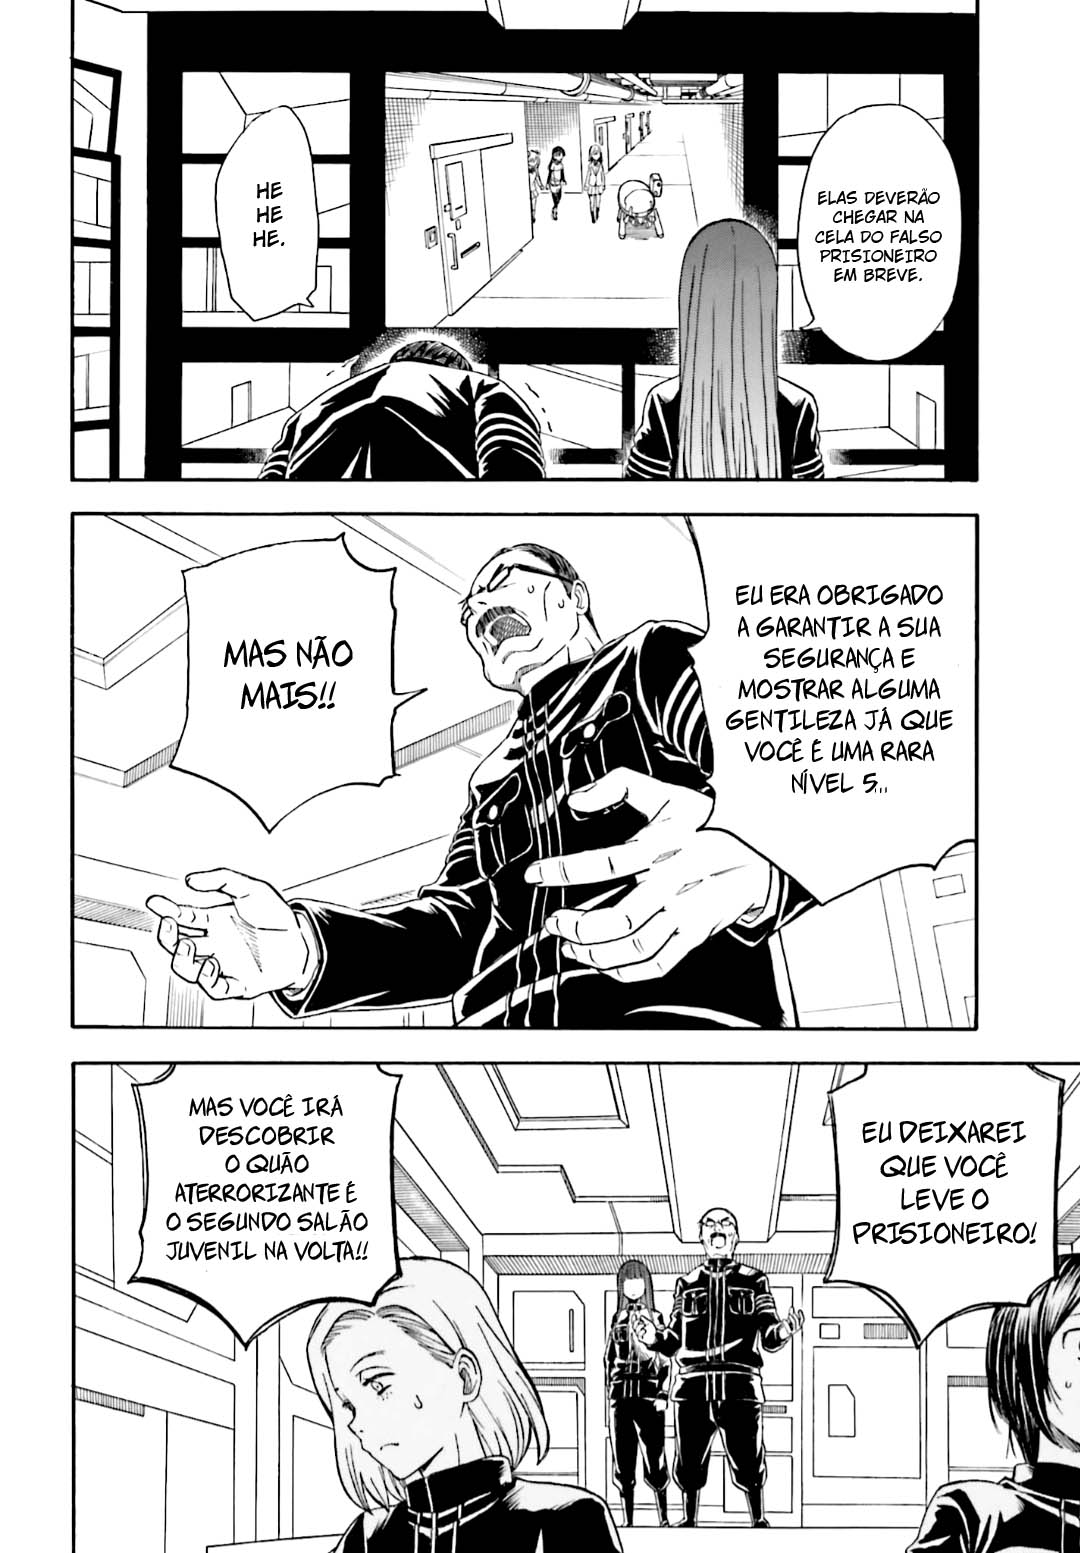 ELAS DEVERÃO
CHEGAR NA
CELA DO FALSO
PRISIONEIRO
EM BREVE.
HE
HE
HE.
EU ERA OBRIGADO
A GARANTIR A SUA
SEGURANÇA E
MOSTRAR ALGUMA
GENTILEZA JÁ QUE
VOCÊ É UMA RARA
NÍVEL 5...
MAS NÃO
MAIS!!
EU DEIXAREI
QUE VOCÊ
LEVE O
PRISIONEIRO!
MAS VOCÊ IRÁ
DESCOBRIR
O QUÃO
ATERRORIZANTE É
O SEGUNDO SALÃO
JUVENIL NA VOLTA!!